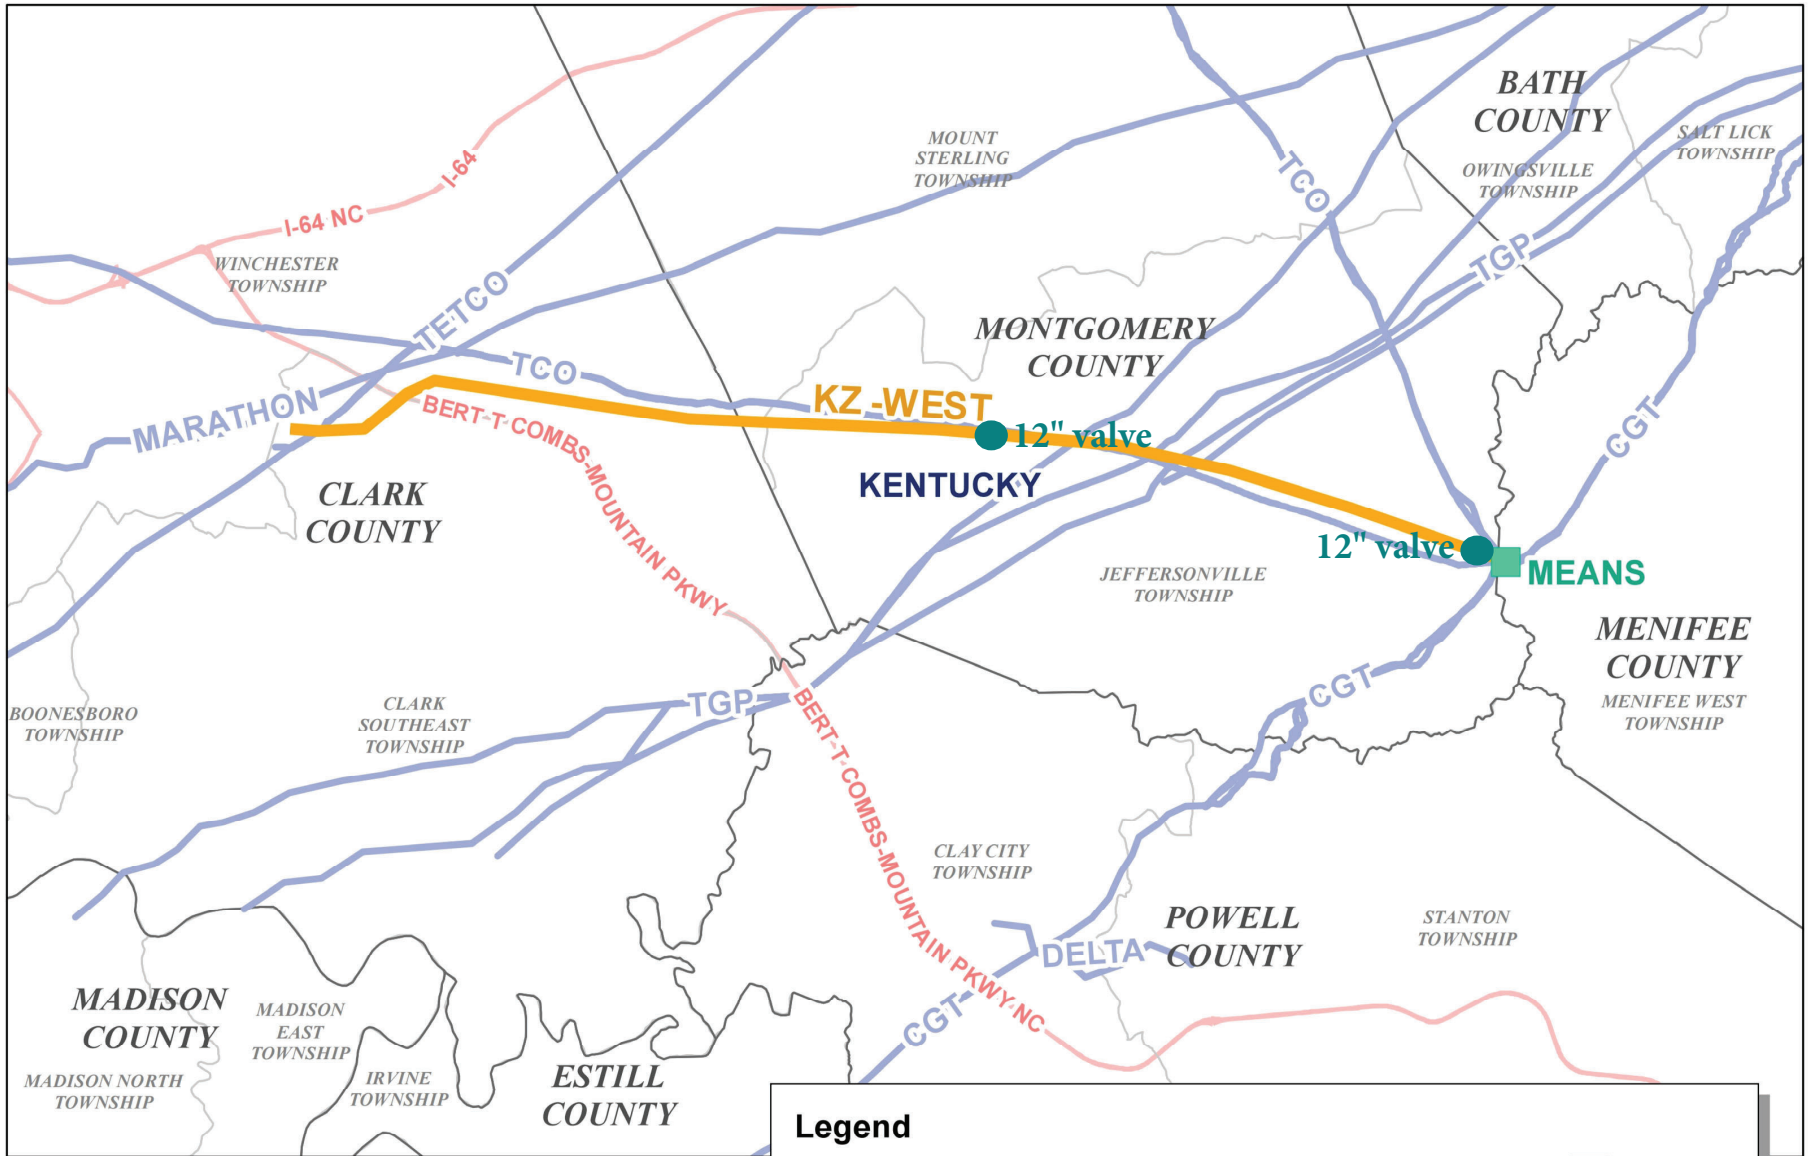 BATH
COUNTY
SALT LICK
TOWNSHIP
MOUNT
STERLING
TOWNSHIP
I-64
TCO
OWINGSVILLE
TOWNSHIP
I-64 NC
TGP
WINCHESTER
TOWNSHIP
TETCO
MONTGOMERY
COUNTY
TCO
MARATHON
BERT-T-COMBS-MOUNTAIN PKWY
KZ -WEST
CGT
12" valve
KENTUCKY
CLARK
COUNTY
12" valve
MEANS
JEFFERSONVILLE
TOWNSHIP
MENIFEE
COUNTY
MENIFEE WEST
TOWNSHIP
CGT
TGP
BOONESBORO
TOWNSHIP
CLARK
SOUTHEAST
TOWNSHIP
BERT-T-COMBS-MOUNTAIN PKWY-NC
CLAY CITY
TOWNSHIP
POWELL
COUNTY
STANTON
TOWNSHIP
DELTA
CGT
MADISON
COUNTY
MADISON
EAST
TOWNSHIP
MADISON NORTH
TOWNSHIP
IRVINE
TOWNSHIP
ESTILL
COUNTY
Legend